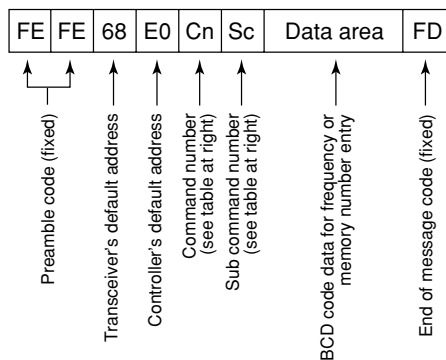 FE FE 68 E0 Cn Sc Data area FD
Preamble code (fixed)
Transceiver's default address
Controller's default address
Command number
(see table at right)
Sub command number
(see table at right)
BCD code data for frequency or
memory number entry
End of message code (fixed)